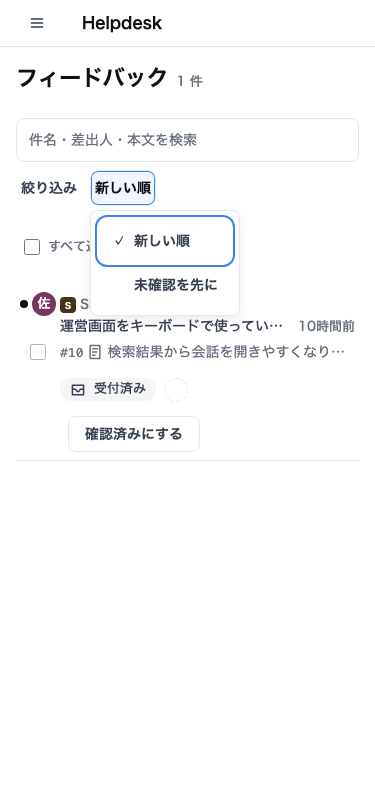 Helpdesk
フィードバック 1 件
件名・差出人・本文を検索
絞り込み 新しい順
✓ 新しい順
未確認を先に
すべて
佐 s S
運営画面をキーボードで使ってい… 10時間前
#10 検索結果から会話を開きやすくなり…
受付済み
確認済みにする